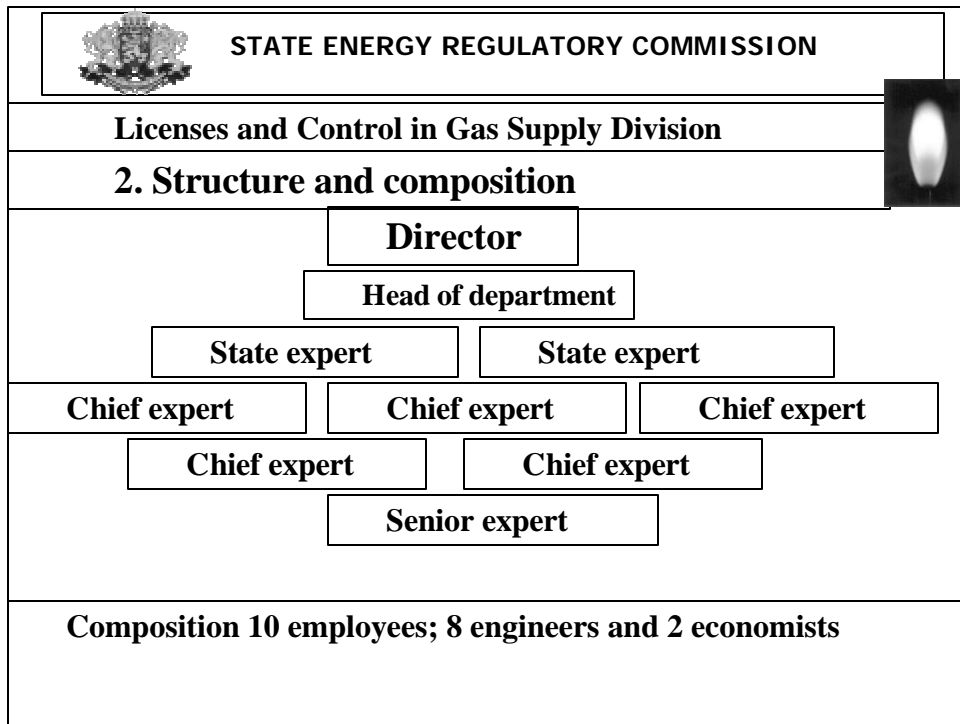 STATE ENERGY REGULATORY COMMISSION
Licenses and Control in Gas Supply Division
2. Structure and composition
Director
Head of department
State expert State expert
Chief expert Chief expert Chief expert
Chief expert Chief expert
Senior expert
Composition 10 employees; 8 engineers and 2 economists